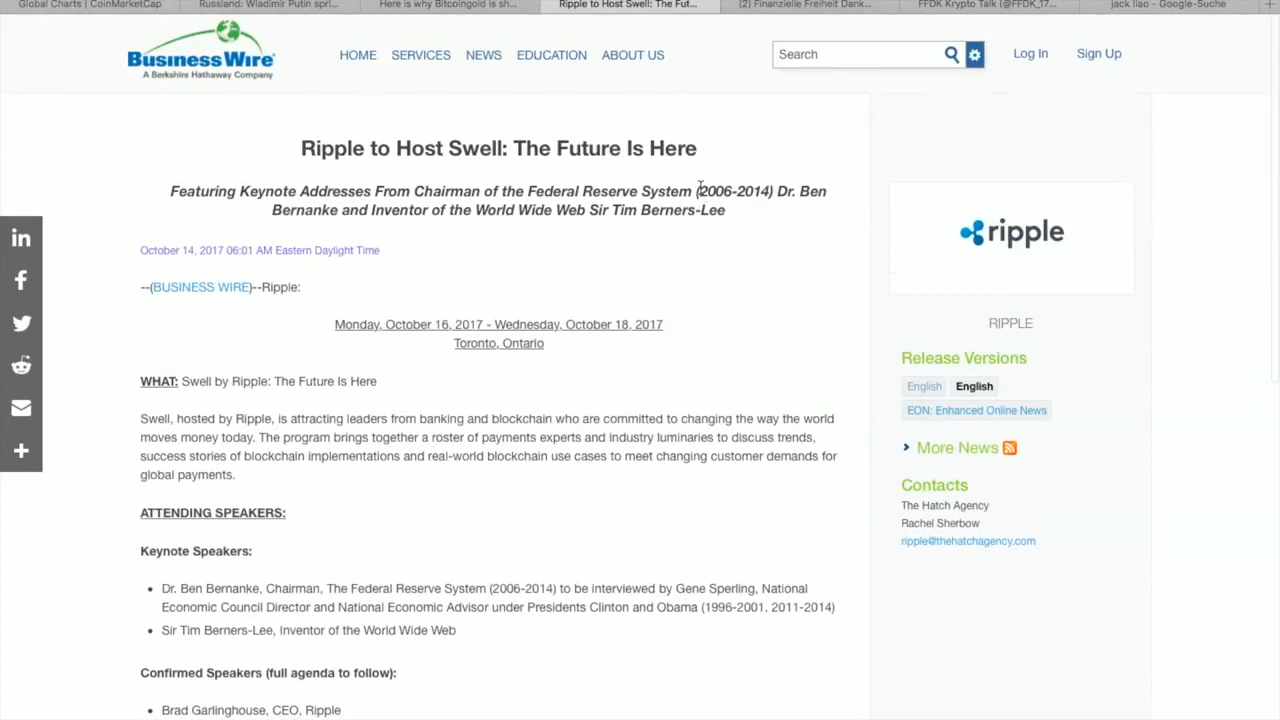 Global Charts | CoinMarketCap
Russland: Wladimir Putin spri...
Here is why Bitcoingold is sh...
Ripple to Host Swell: The Fut...
(2) Finanzielle Freiheit Dank...
FFDK Krypto Talk (@FFDK_17...
jack liao - Google-Suche
Business Wire
A Berkshire Hathaway Company
HOME SERVICES NEWS EDUCATION ABOUT US
Search
Log In Sign Up
Ripple to Host Swell: The Future Is Here
Featuring Keynote Addresses From Chairman of the Federal Reserve System (2006-2014) Dr. Ben
Bernanke and Inventor of the World Wide Web Sir Tim Berners-Lee
October 14, 2017 06:01 AM Eastern Daylight Time
--(BUSINESS WIRE)--Ripple:
Monday, October 16, 2017 - Wednesday, October 18, 2017
Toronto, Ontario
WHAT: Swell by Ripple: The Future Is Here
Swell, hosted by Ripple, is attracting leaders from banking and blockchain who are committed to changing the way the world
moves money today. The program brings together a roster of payments experts and industry luminaries to discuss trends,
success stories of blockchain implementations and real-world blockchain use cases to meet changing customer demands for
global payments.
ATTENDING SPEAKERS:
Keynote Speakers:
• Dr. Ben Bernanke, Chairman, The Federal Reserve System (2006-2014) to be interviewed by Gene Sperling, National
Economic Council Director and National Economic Advisor under Presidents Clinton and Obama (1996-2001, 2011-2014)
• Sir Tim Berners-Lee, Inventor of the World Wide Web
Confirmed Speakers (full agenda to follow):
• Brad Garlinghouse, CEO, Ripple
ripple
RIPPLE
Release Versions
English English
EON: Enhanced Online News
More News
Contacts
The Hatch Agency
Rachel Sherbow
ripple@thehatchagency.com